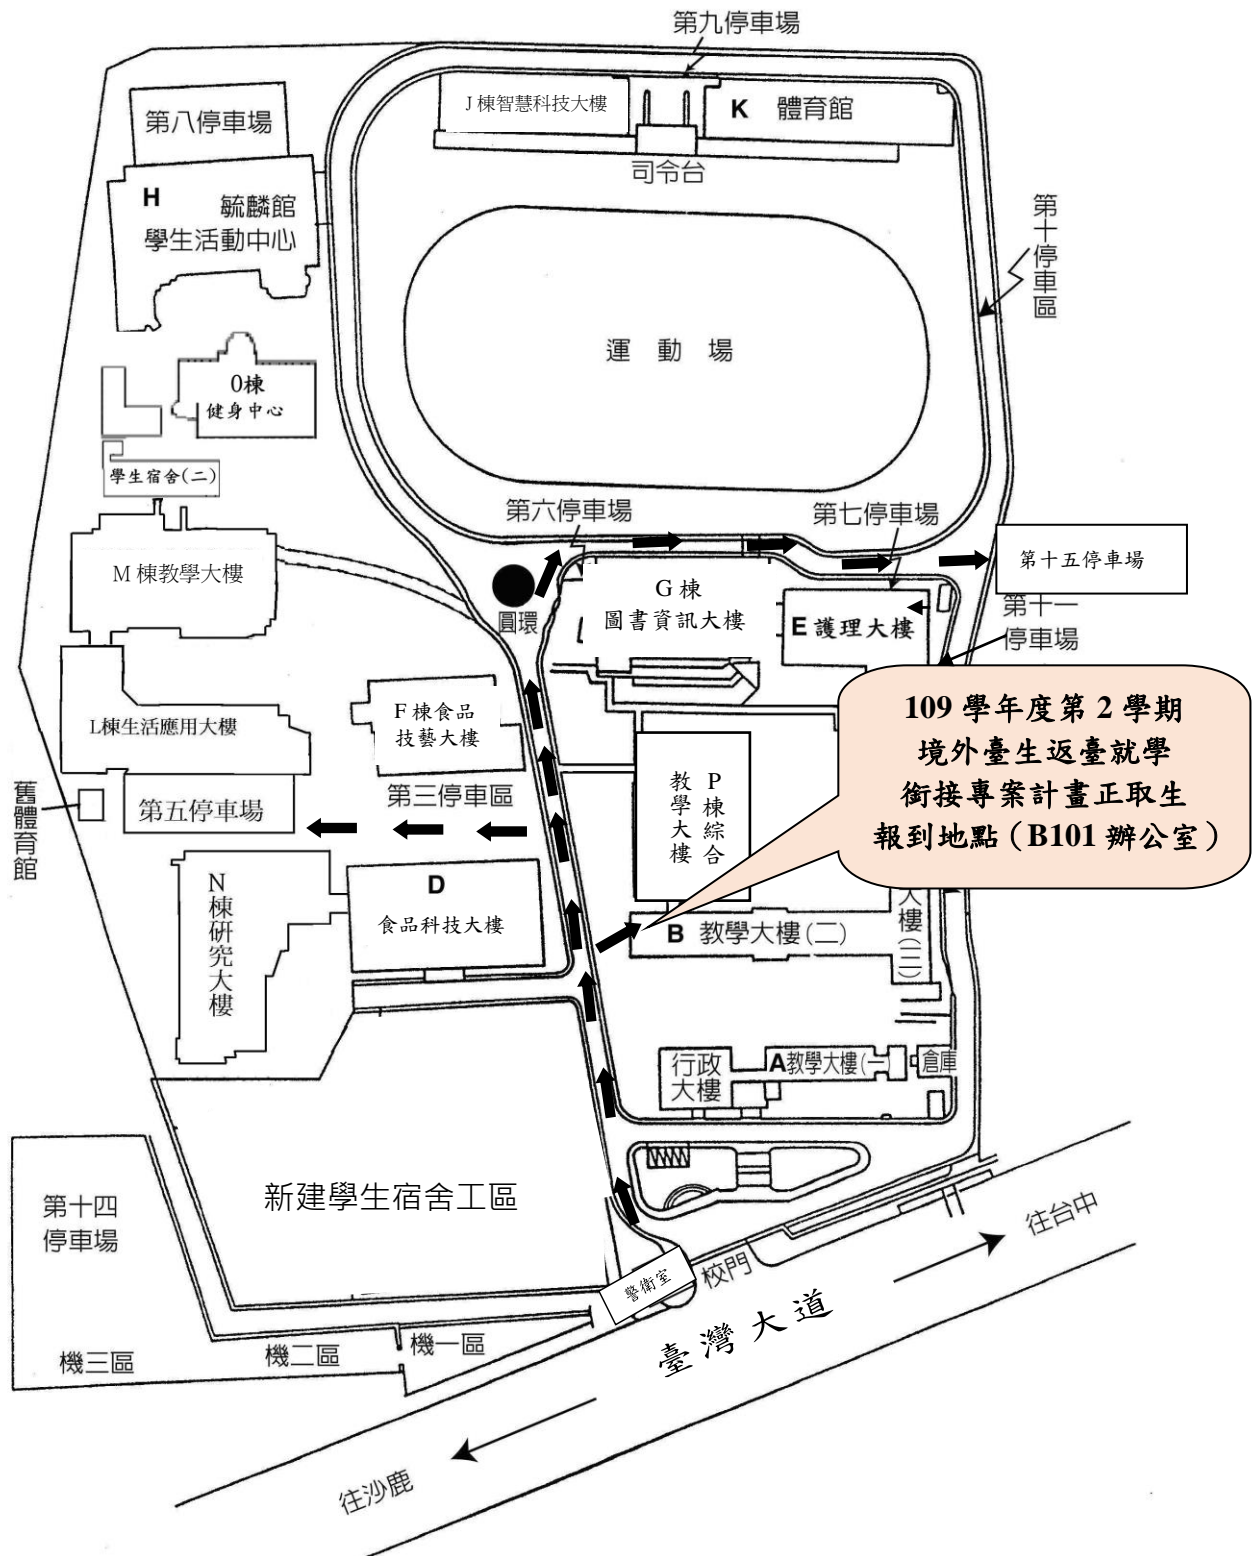 第九停車場
J棟智慧科技大樓
K 體育館
第八停車場
司令台
H 毓麟館
學生活動中心
第十停車區
運動場
O棟
健身中心
學生宿舍(二)
第六停車場
第七停車場
M棟教學大樓
第十五停車場
G棟
圖書資訊大樓
圓環
E護理大樓
第十一
停車場
109 學年度第 2 學期
境外臺生返臺就學
銜接專案計畫正取生
報到地點（B101 辦公室）
L棟生活應用大樓
F棟食品
技藝大樓
P棟綜合
教學大樓
第三停車區
舊體育館
第五停車場
N棟研究大樓
D
食品科技大樓
B 教學大樓(二)
大樓(三)
行政
大樓
A教學大樓(一)
倉庫
新建學生宿舍工區
第十四
停車場
往台中
校門
警衛室
臺灣大道
機一區
機二區
機三區
往沙鹿